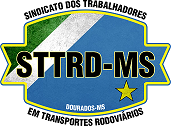 SINDICATO DOS TRABALHADORES
STTRD-MS
DOURADOS-MS
EM TRANSPORTES RODOVIÁRIOS